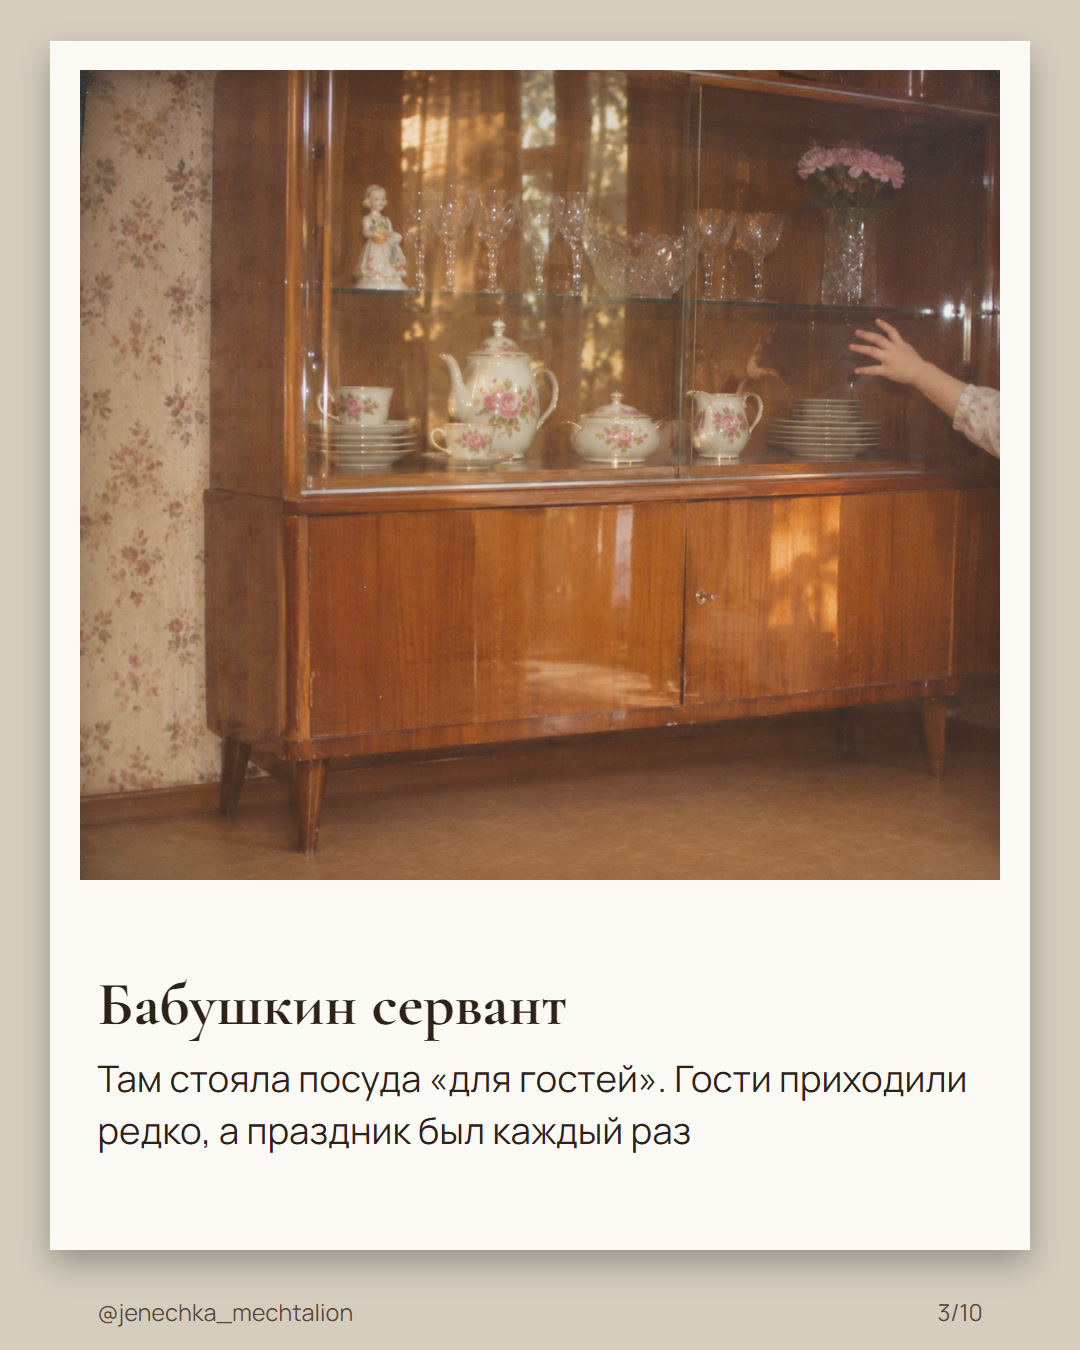 Бабушкин сервант
Там стояла посуда «для гостей». Гости приходили
редко, а праздник был каждый раз
@jenechka_mechtalion
3/10